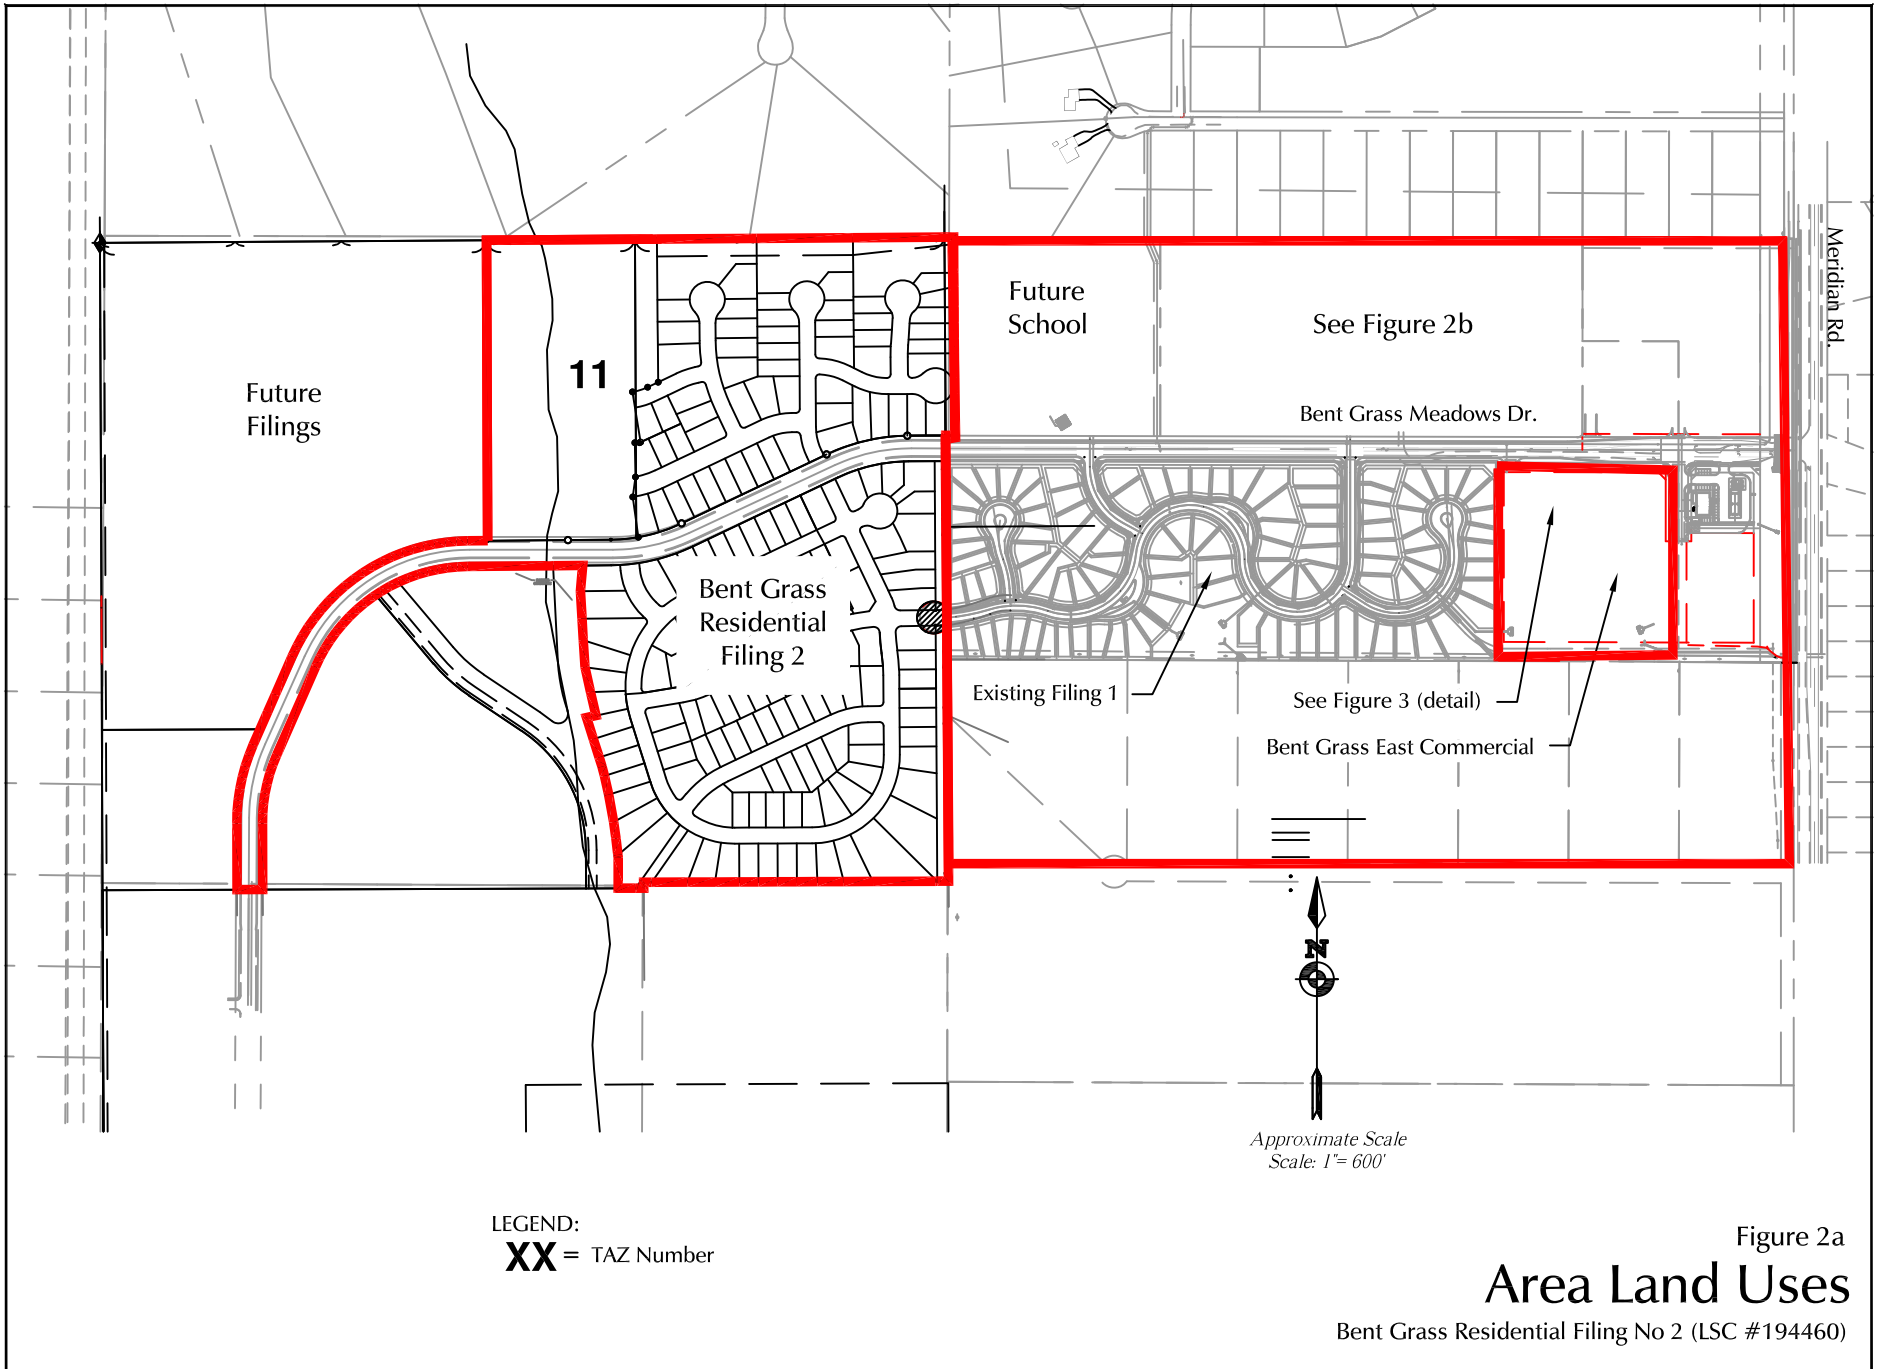 Meridian Rd.
Future
School
See Figure 2b
11
Future
Filings
Bent Grass Meadows Dr.
Bent Grass
Residential
Filing 2
Existing Filing 1
See Figure 3 (detail)
Bent Grass East Commercial
N
Approximate Scale
Scale: 1"= 600'
LEGEND:
XX = TAZ Number
Figure 2a
Area Land Uses
Bent Grass Residential Filing No 2 (LSC #194460)